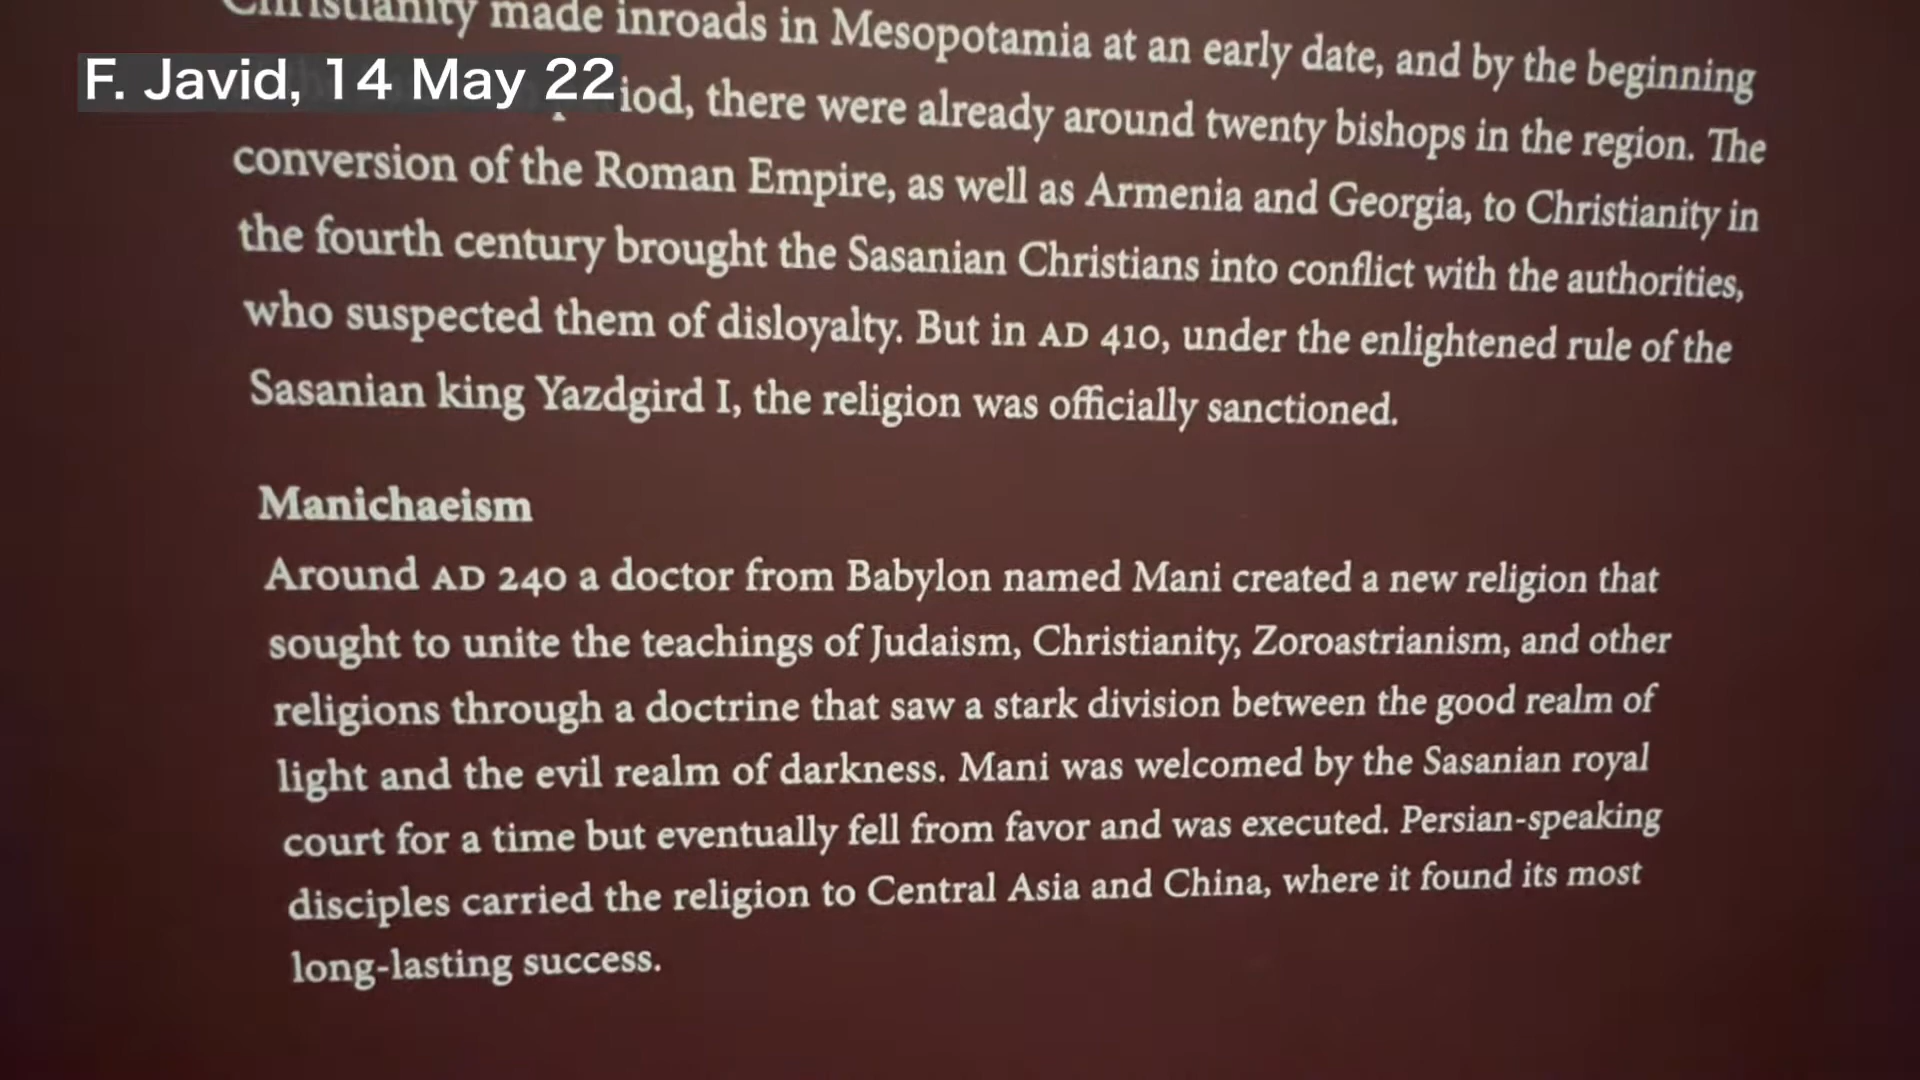 Christianity made inroads in Mesopotamia at an early date, and by the beginning
F. Javid, 14 May 22
iod, there were already around twenty bishops in the region. The
conversion of the Roman Empire, as well as Armenia and Georgia, to Christianity in
the fourth century brought the Sasanian Christians into conflict with the authorities,
who suspected them of disloyalty. But in AD 410, under the enlightened rule of the
Sasanian king Yazdgird I, the religion was officially sanctioned.
Manichaeism
Around AD 240 a doctor from Babylon named Mani created a new religion that
sought to unite the teachings of Judaism, Christianity, Zoroastrianism, and other
religions through a doctrine that saw a stark division between the good realm of
light and the evil realm of darkness. Mani was welcomed by the Sasanian royal
court for a time but eventually fell from favor and was executed. Persian-speaking
disciples carried the religion to Central Asia and China, where it found its most
long-lasting success.